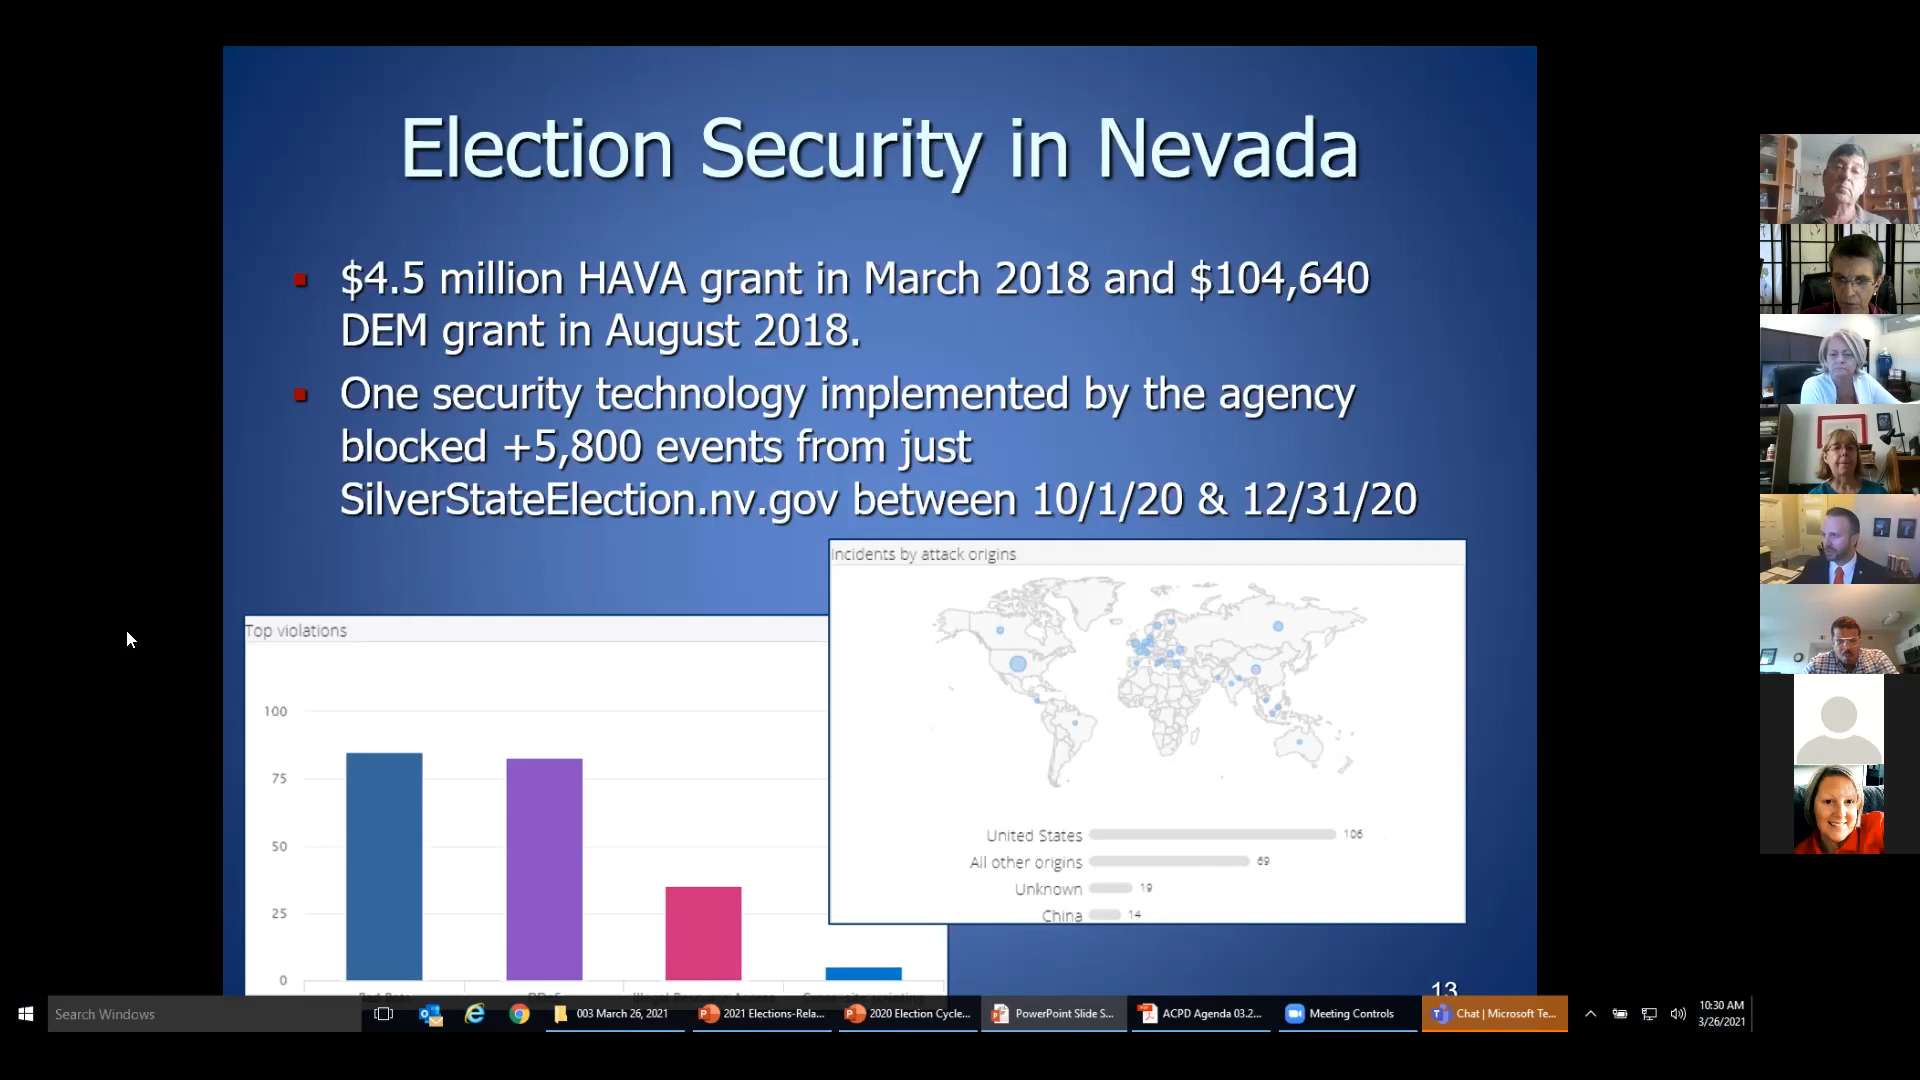 Election Security in Nevada
$4.5 million HAVA grant in March 2018 and $104,640
DEM grant in August 2018.
One security technology implemented by the agency
blocked +5,800 events from just
SilverStateElection.nv.gov between 10/1/20 & 12/31/20
Top violations
100
75
50
25
0
Incidents by attack origins
United States 106
All other origins 69
Unknown 19
China 14
13
Search Windows
003 March 26, 2021
2021 Elections-Rela...
2020 Election Cycle...
PowerPoint Slide S...
ACPD Agenda 03.2...
Meeting Controls
Chat | Microsoft Te...
10:30 AM
3/26/2021